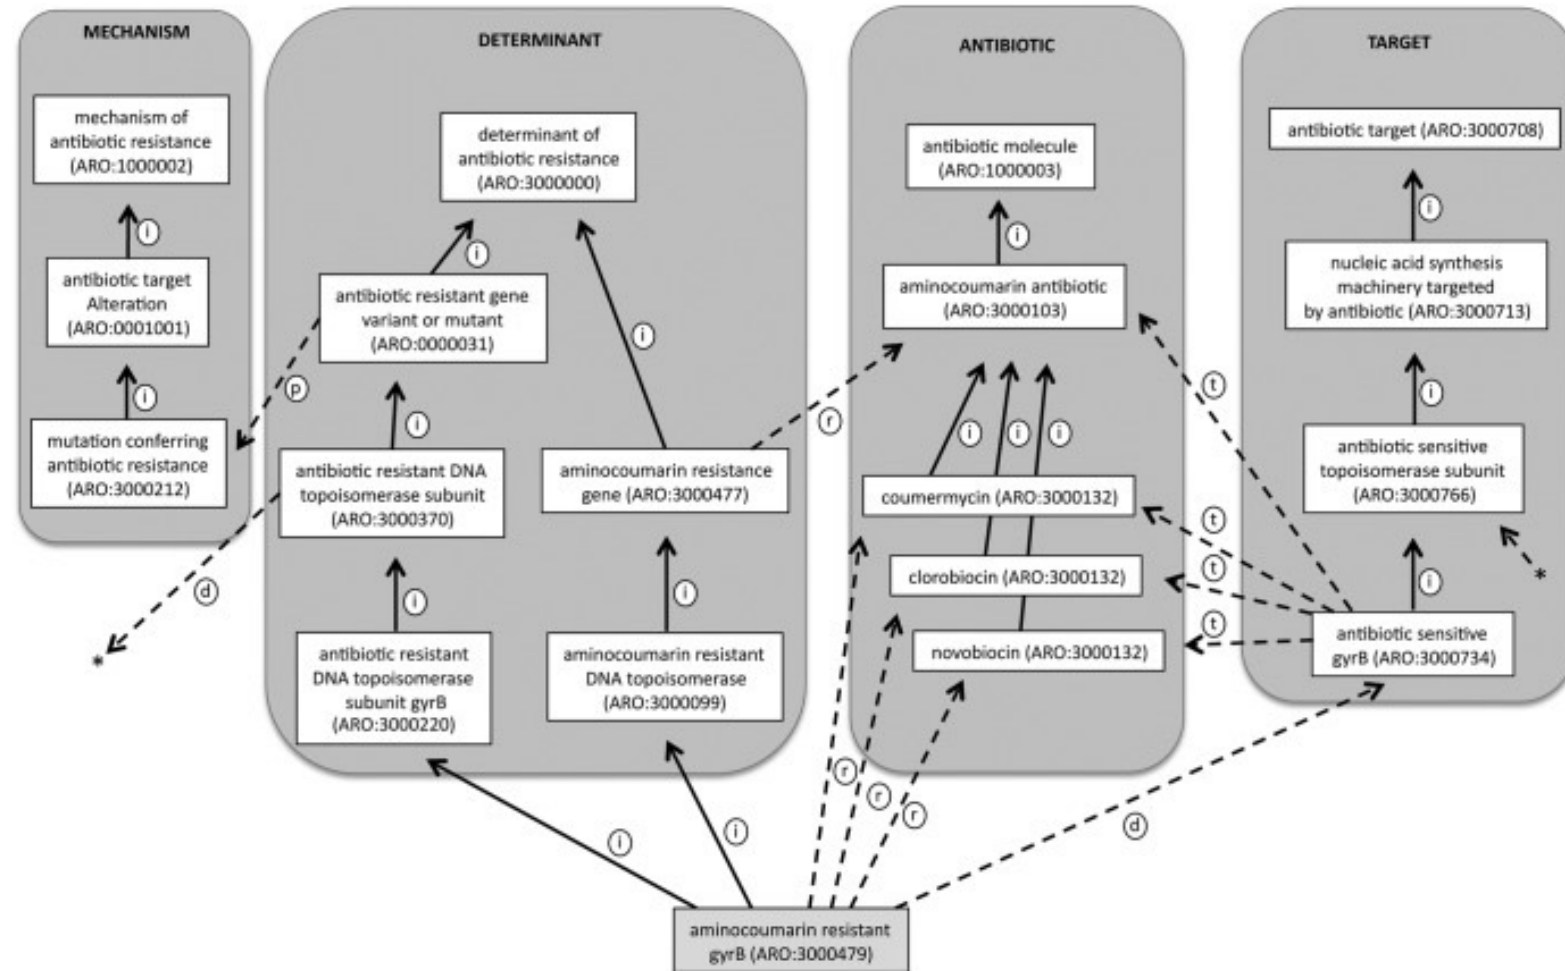 MECHANISM
mechanism of
antibiotic resistance
(ARO:1000002)
i
antibiotic target
Alteration
(ARO:0001001)
i
mutation conferring
antibiotic resistance
(ARO:3000212)
DETERMINANT
determinant of
antibiotic resistance
(ARO:3000000)
i
i
antibiotic resistant gene
variant or mutant
(ARO:0000031)
p
i
antibiotic resistant DNA
topoisomerase subunit
(ARO:3000370)
d
*
i
antibiotic resistant
DNA topoisomerase
subunit gyrB
(ARO:3000220)
aminocoumarin resistance
gene (ARO:3000477)
r
i
aminocoumarin resistant
DNA topoisomerase
(ARO:3000099)
ANTIBIOTIC
antibiotic molecule
(ARO:1000003)
i
aminocoumarin antibiotic
(ARO:3000103)
i
i
i
coumermycin (ARO:3000132)
clorobiocin (ARO:3000132)
novobiocin (ARO:3000132)
TARGET
antibiotic target (ARO:3000708)
i
nucleic acid synthesis
machinery targeted
by antibiotic (ARO:3000713)
i
antibiotic sensitive
topoisomerase subunit
(ARO:3000766)
*
i
antibiotic sensitive
gyrB (ARO:3000734)
t
t
t
t
r
r
r
d
i
i
aminocoumarin resistant
gyrB (ARO:3000479)